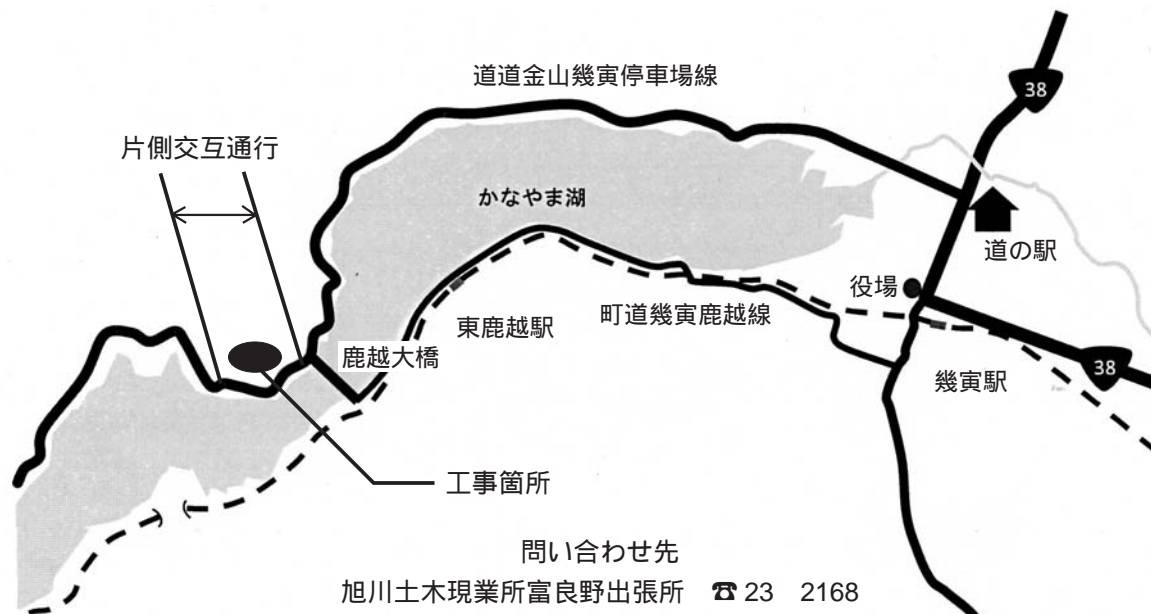 道道金山幾寅停車場線
38
片側交互通行
かなやま湖
道の駅
役場
東鹿越駅
町道幾寅鹿越線
鹿越大橋
幾寅駅
38
工事箇所
問い合わせ先
旭川土木現業所富良野出張所 ☎ 23 2168